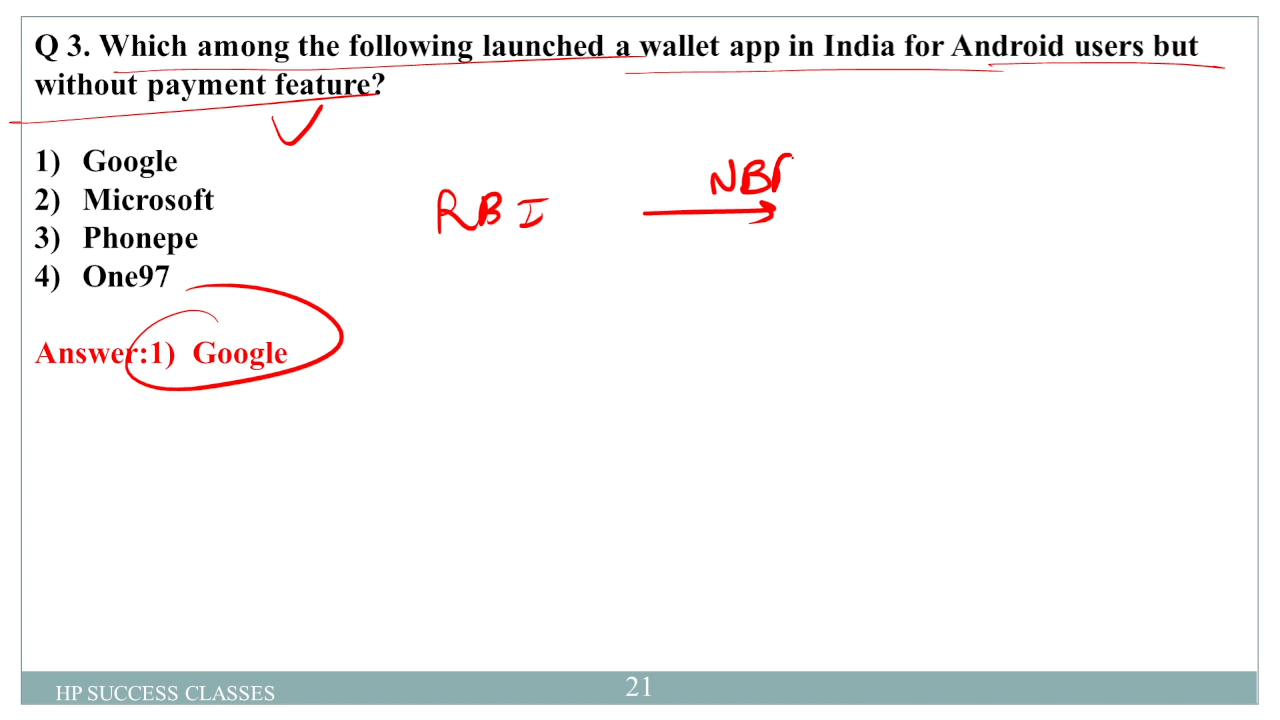 Q 3. Which among the following launched a wallet app in India for Android users but
without payment feature?
1) Google
2) Microsoft
3) Phonepe
4) One97
RBI
Answer:1) Google
HP SUCCESS CLASSES
21